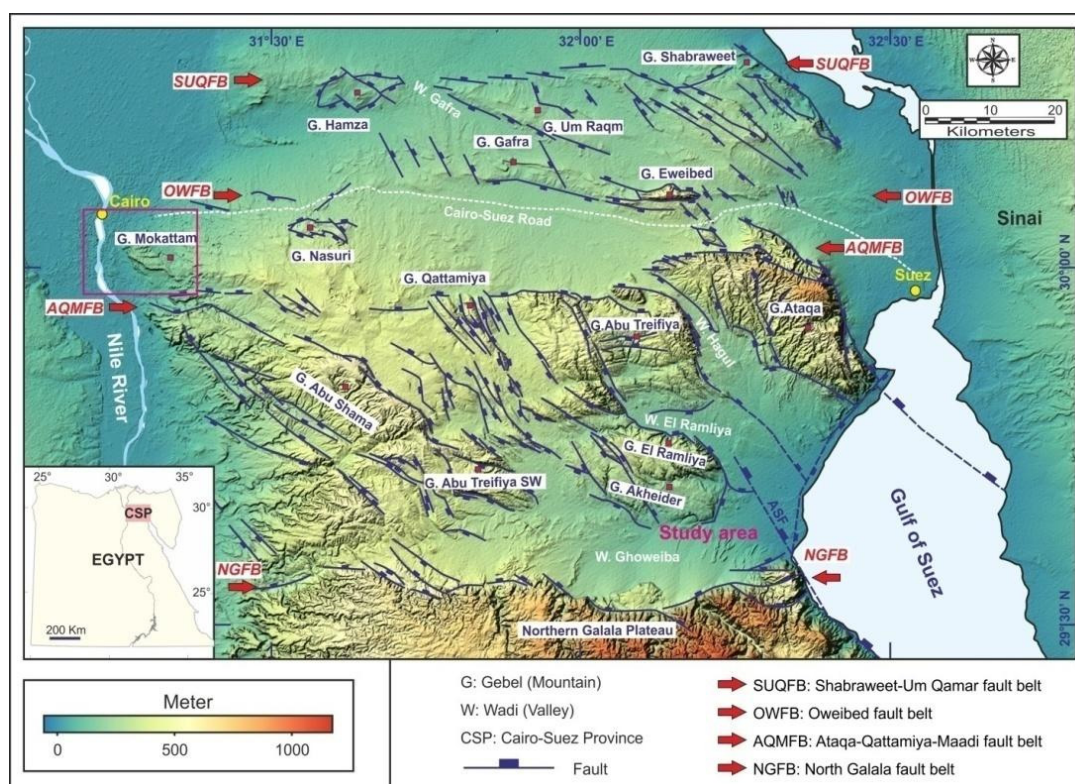 31°30' E
32°00' E
32°30' E
G. Shabraweet
SUQFB
SUQFB
N
E
S
W
G. Hamza
W. Gafra
G. Um Raqm
0 10 20
Kilometers
G. Gafra
OWFB
G. Eweibed
OWFB
Cairo
Cairo-Suez Road
Sinai
G. Mokattam
G. Nasuri
AQMFB
30°00' N
Suez
G. Qattamiya
AQMFB
G.Ataqa
G.Abu Treifiya
W. Hagul
Nile River
G. Abu Shama
W. El Ramliya
G. El Ramliya
G. Abu Treifiya SW
G. Akheider
25 30 35
30
CSP
EGYPT
25
200 Km
Study area
ASF
Gulf of Suez
W. Ghoweiba
NGFB
NGFB
29°30' N
Northern Galala Plateau
Meter
0 500 1000
G: Gebel (Mountain)
W: Wadi (Valley)
CSP: Cairo-Suez Province
Fault
SUQFB: Shabraweet-Um Qamar fault belt
OWFB: Oweibed fault belt
AQMFB: Ataqa-Qattamiya-Maadi fault belt
NGFB: North Galala fault belt